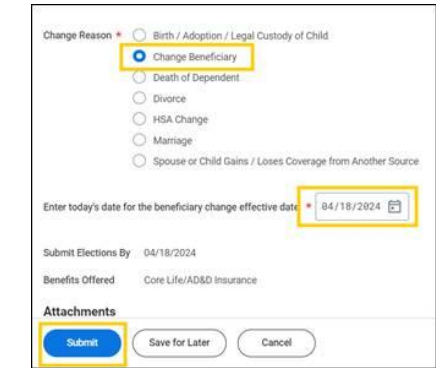 Change Reason * Birth / Adoption / Legal Custody of Child
Change Beneficiary
Death of Dependent
Divorce
HSA Change
Marriage
Spouse or Child Gains / Loses Coverage from Another Source
Enter today's date for the beneficiary change effective date * 04/18/2024
Submit Elections By 04/18/2024
Benefits Offered Core Life/AD&D Insurance
Attachments
Submit Save for Later Cancel